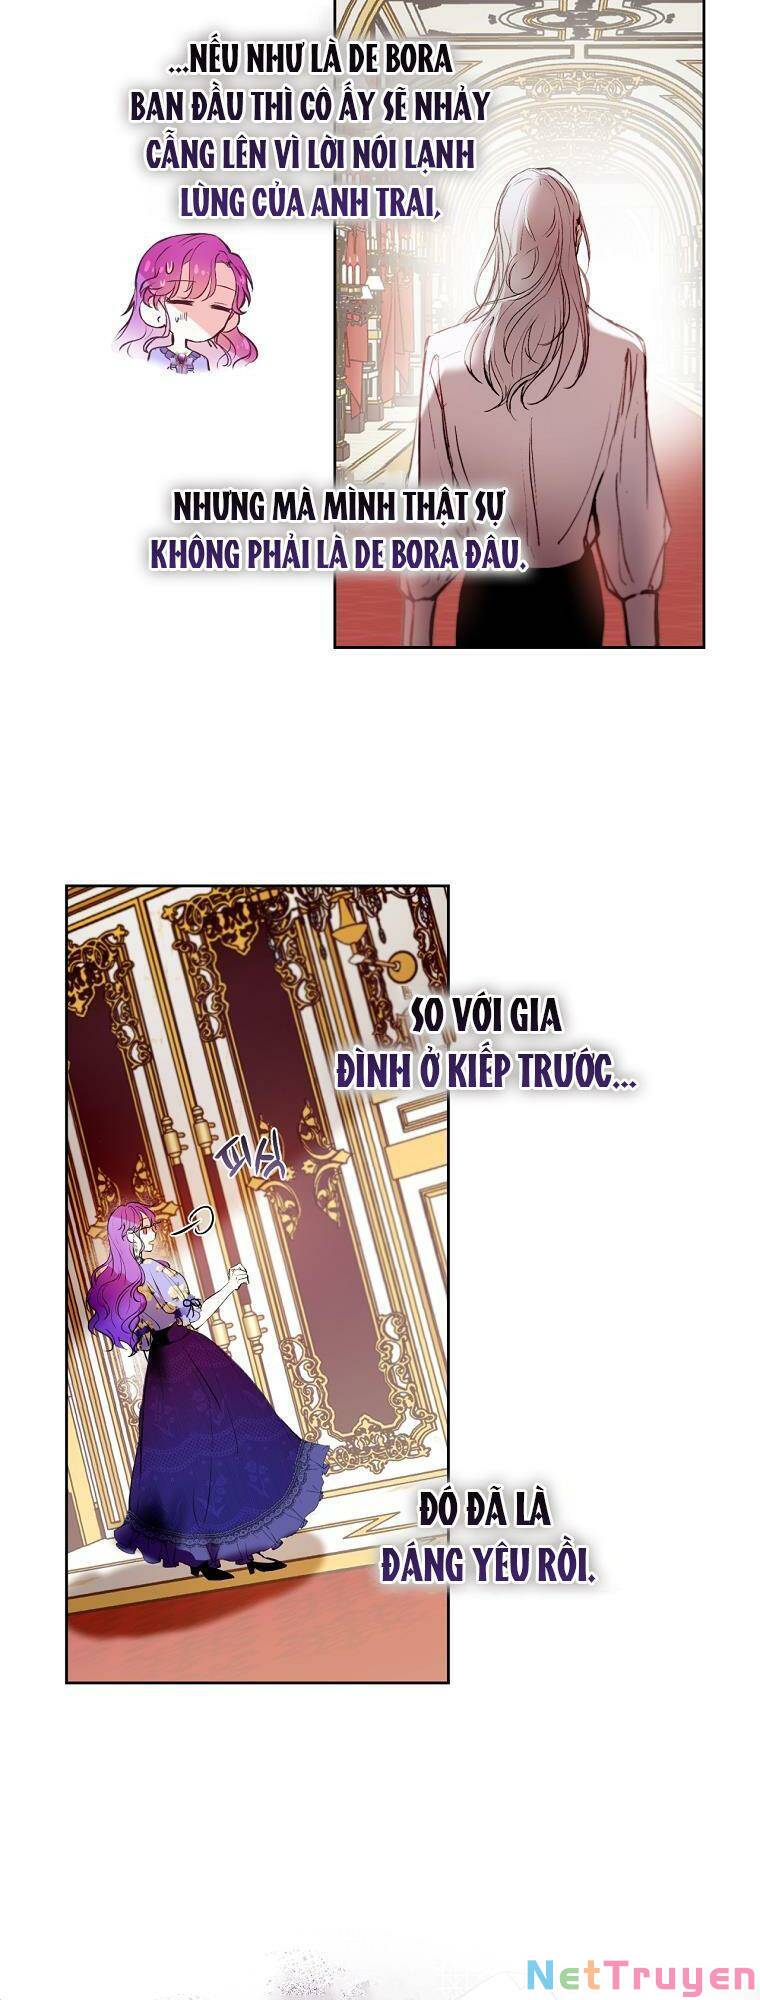 ...NẾU NHƯ LÀ DE BORA
BAN ĐẦU THÌ CÔ ẤY SẼ NHẢY
CẪNG LÊN VÌ LỜI NÓI LẠNH
LÙNG CỦA ANH TRAI,
NHƯNG MÀ MÌNH THẬT SỰ
KHÔNG PHẢI LÀ DE BORA ĐÂU.
SO VỚI GIA
ĐÌNH Ở KIẾP TRƯỚC...
ĐÓ ĐÃ LÀ
ĐÁNG YÊU RỒI.
NetTruyen